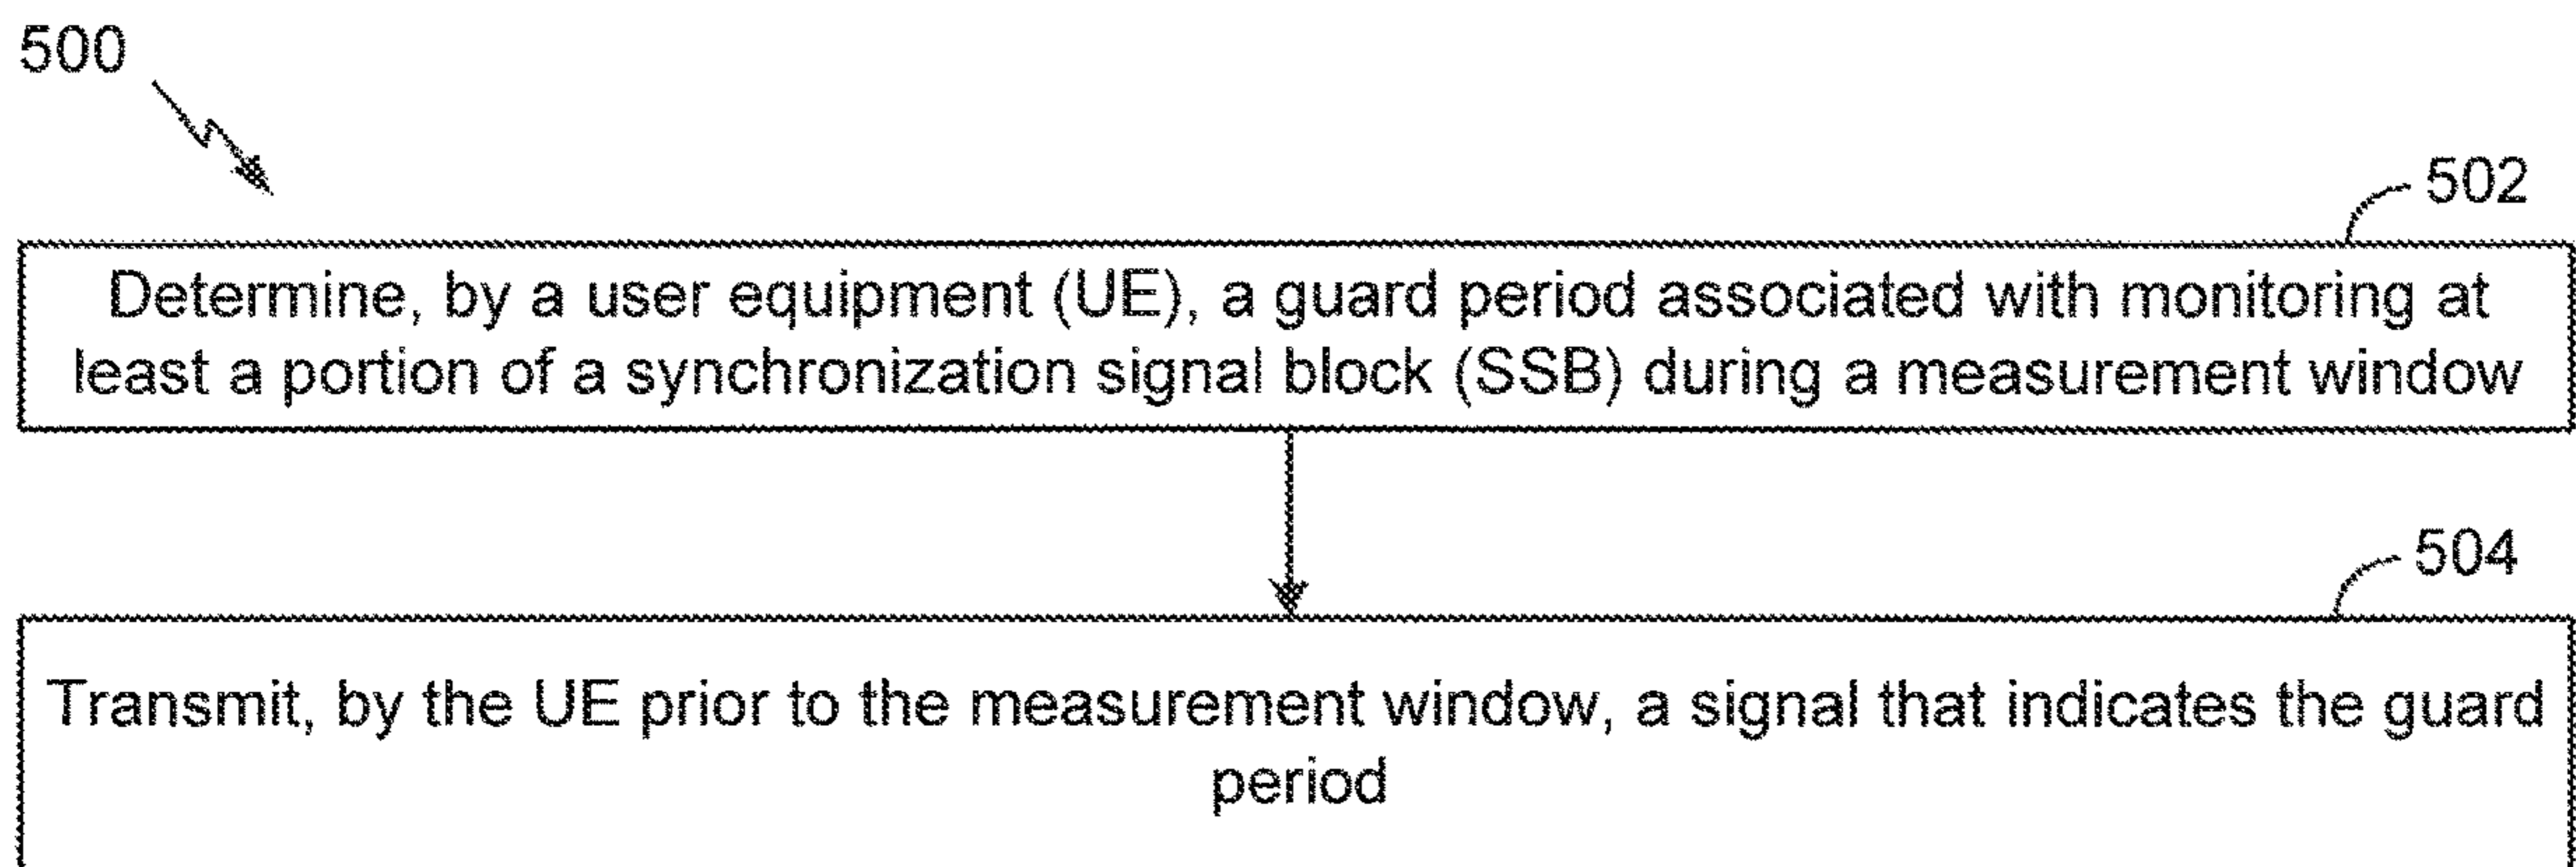 500
502
Determine, by a user equipment (UE), a guard period associated with monitoring at
least a portion of a synchronization signal block (SSB) during a measurement window
504
Transmit, by the UE prior to the measurement window, a signal that indicates the guard
period